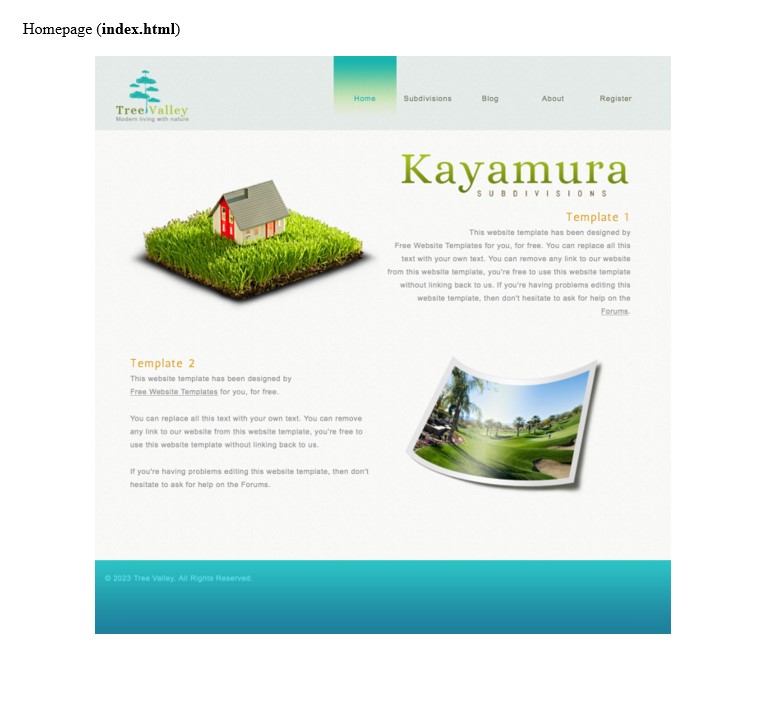 Homepage (index.html)
Tree Valley
Modern living with nature
Home Subdivisions Blog About Register
Kayamura
SUBDIVISIONS
Template 1
This website template has been designed by
Free Website Templates for you, for free. You can replace all this
text with your own text. You can remove any link to our website
from this website template, you're free to use this website template
without linking back to us. If you're having problems editing this
website template, then don't hesitate to ask for help on the
Forums.
Template 2
This website template has been designed by
Free Website Templates for you, for free.
You can replace all this text with your own text. You can remove
any link to our website from this website template, you're free to
use this website template without linking back to us.
If you're having problems editing this website template, then don't
hesitate to ask for help on the Forums.
© 2023 Tree Valley. All Rights Reserved.